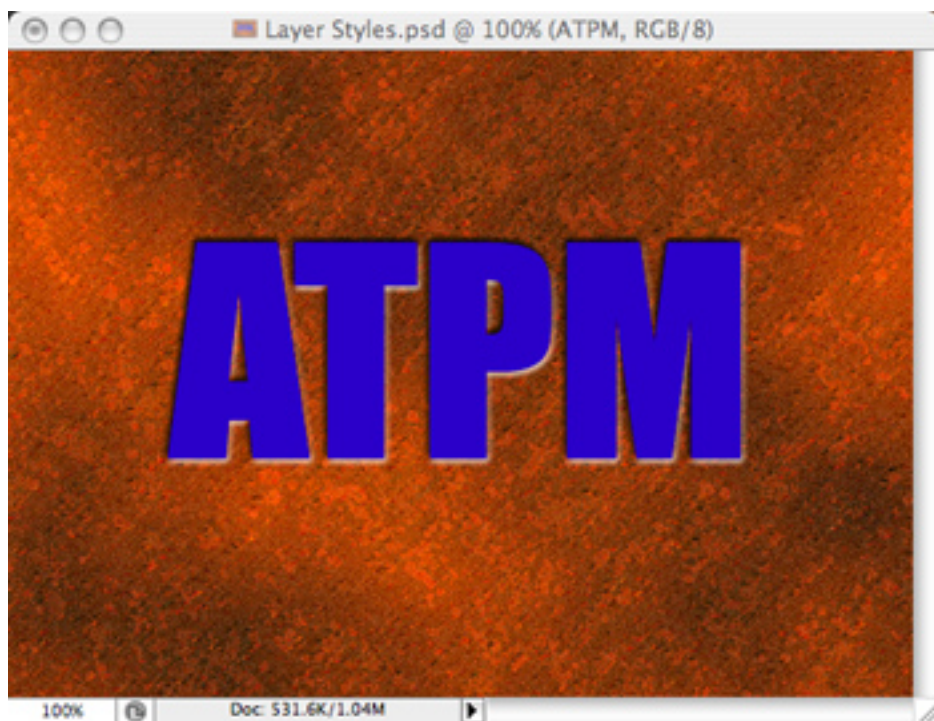 Layer Styles.psd @ 100% (ATPM, RGB/8)
ATPM
100% Doc: 531.6K/1.04M